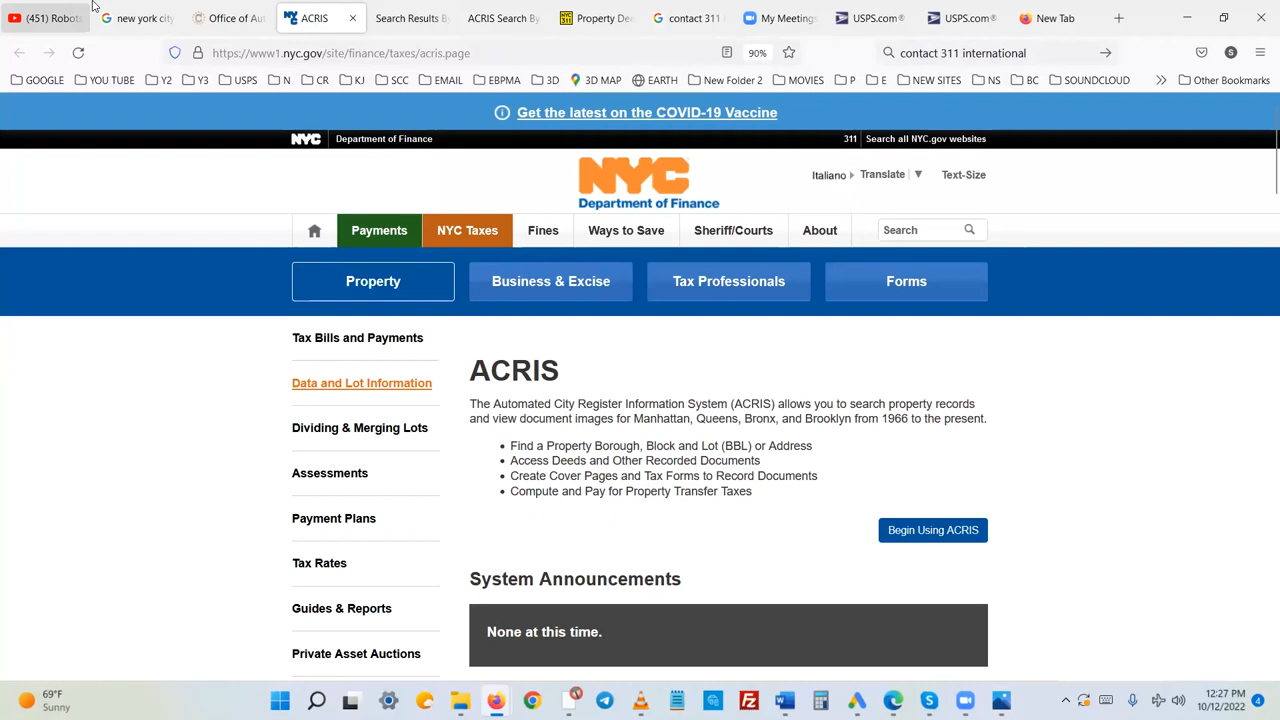 (451) Robots
new york city
Office of Aut
ACRIS
Search Results By
ACRIS Search By
Property Dee
contact 311 i
My Meetings
USPS.com®
USPS.com®
New Tab
https://www1.nyc.gov/site/finance/taxes/acris.page
90%
contact 311 international
GOOGLE
YOU TUBE
Y2
Y3
USPS
N
CR
KJ
SCC
EMAIL
EBPMA
3D
3D MAP
EARTH
New Folder 2
MOVIES
P
E
NEW SITES
NS
BC
SOUNDCLOUD
Other Bookmarks
Get the latest on the COVID-19 Vaccine
NYC Department of Finance
311 Search all NYC.gov websites
NYC
Department of Finance
Italiano Translate ▼ Text-Size
Payments
NYC Taxes
Fines
Ways to Save
Sheriff/Courts
About
Search
Property
Business & Excise
Tax Professionals
Forms
Tax Bills and Payments
Data and Lot Information
Dividing & Merging Lots
Assessments
Payment Plans
Tax Rates
Guides & Reports
Private Asset Auctions
ACRIS
The Automated City Register Information System (ACRIS) allows you to search property records
and view document images for Manhattan, Queens, Bronx, and Brooklyn from 1966 to the present.
• Find a Property Borough, Block and Lot (BBL) or Address
• Access Deeds and Other Recorded Documents
• Create Cover Pages and Tax Forms to Record Documents
• Compute and Pay for Property Transfer Taxes
Begin Using ACRIS
System Announcements
None at this time.
69°F
Sunny
12:27 PM
10/12/2022
4